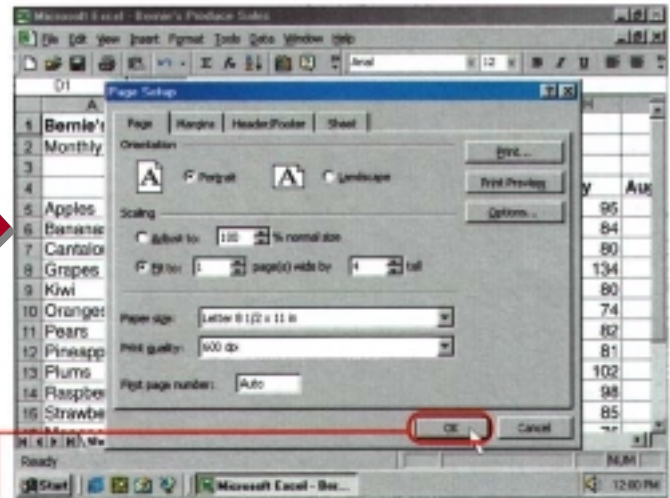 Microsoft Excel - Bernie's Produce Sales
File Edit View Insert Format Tools Data Window Help
Arial 12 B I U
D1
Page Setup
A H
1 Bernie's
2 Monthly
3
4 y Aug
5 Apples 95
6 Bananas 84
7 Cantalou 80
8 Grapes 134
9 Kiwi 80
10 Oranges 74
11 Pears 82
12 Pineapp 81
13 Plums 102
14 Raspber 98
15 Strawbe 85
Page Margins Header/Footer Sheet
Orientation
A Portrait A Landscape
Print...
Print Preview
Options...
Scaling
Adjust to: 100 % normal size
Fit to: 1 page(s) wide by 4 tall
Paper size: Letter 8 1/2 x 11 in
Print quality: 600 dpi
First page number: Auto
OK Cancel
Ready NUM
Start Microsoft Excel - Ber... 12:00 PM